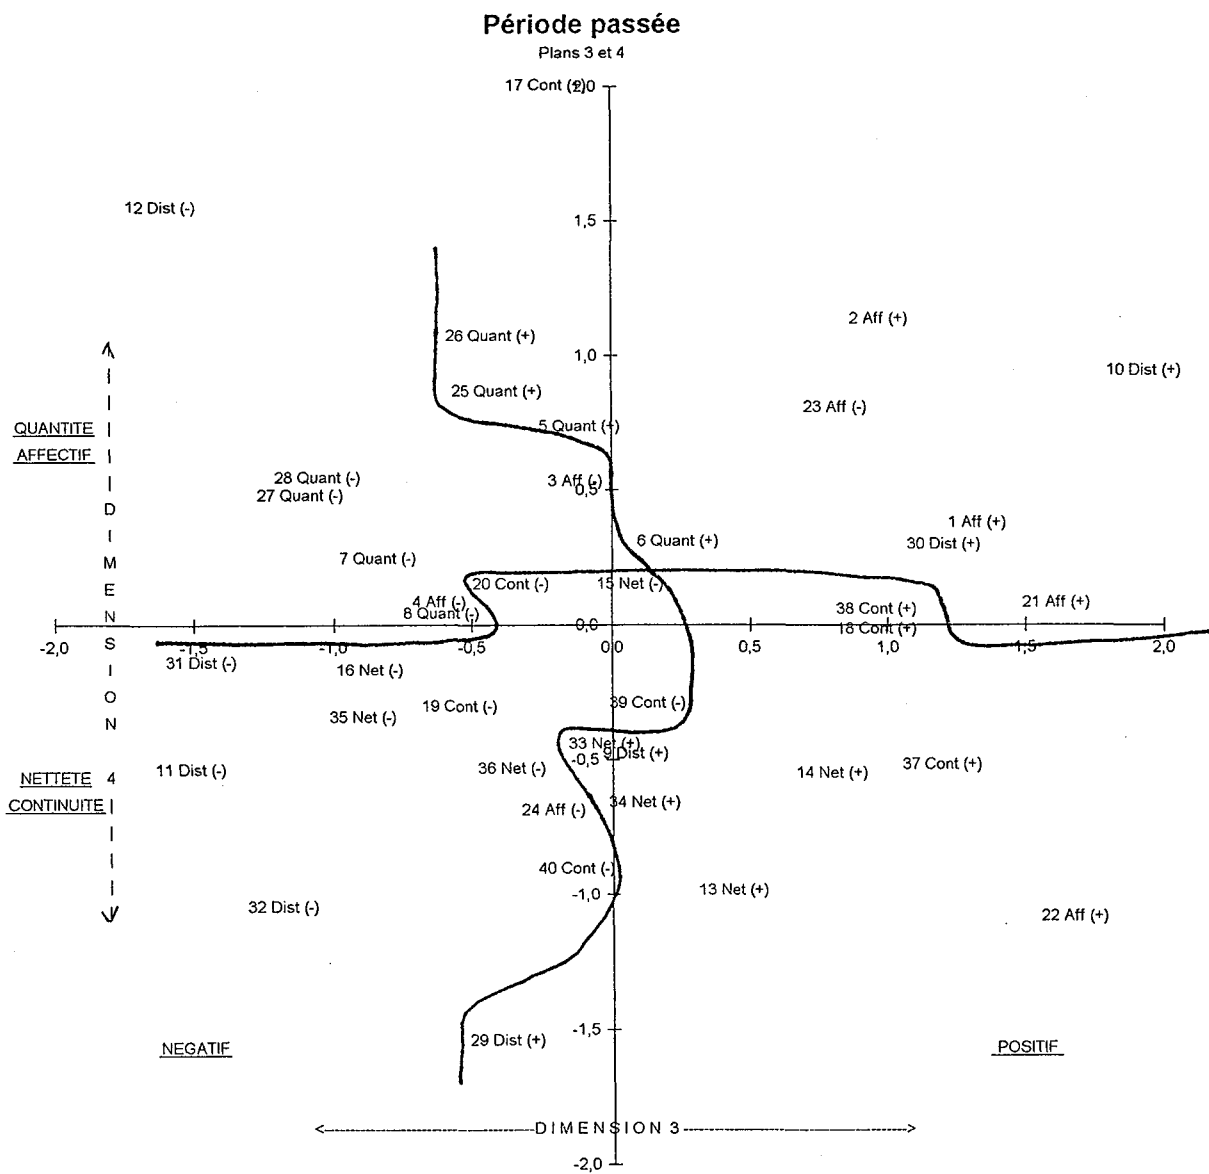 Période passée
Plans 3 et 4
17 Cont (+) 2,0
12 Dist (-)
1,5
2 Aff (+)
26 Quant (+)
1,0
10 Dist (+)
25 Quant (+)
23 Aff (-)
5 Quant (+)
QUANTITE
AFFECTIF
28 Quant (-)
3 Aff (-)
0,5
27 Quant (-)
1 Aff (+)
6 Quant (+)
30 Dist (+)
7 Quant (-)
20 Cont (-)
15 Net (-)
4 Aff (-)
38 Cont (+)
21 Aff (+)
8 Quant (-)
0,0
18 Cont (+)
-2,0 -1,5 -1,0 -0,5 0,0 0,5 1,0 1,5 2,0
31 Dist (-)
16 Net (-)
19 Cont (-)
39 Cont (-)
35 Net (-)
33 Net (+)
9 Dist (+)
-0,5
36 Net (-)
14 Net (+)
37 Cont (+)
11 Dist (-)
NETTETE
CONTINUITE
DIMENSION 4
34 Net (+)
24 Aff (-)
40 Cont (-)
-1,0
13 Net (+)
32 Dist (-)
22 Aff (+)
-1,5
29 Dist (+)
NEGATIF
POSITIF
DIMENSION 3
-2,0